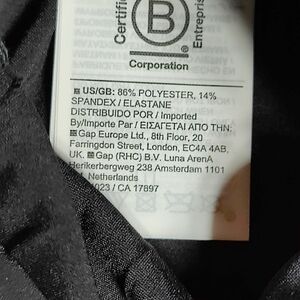 Certified
B
Entreprise
®
Corporation
US/GB: 86% POLYESTER, 14%
SPANDEX / ELASTANE
DISTRIBUIDO POR / Imported
By/Importe Par / ΕΙΣΑΓΕΤΑΙ ΑΠΟ ΤΗΝ:
Gap Europe Ltd., 8th Floor, 20
Farringdon Street, London, EC4A 4AB,
UK. Gap (RHC) B.V. Luna ArenA
Herikerbergweg 238 Amsterdam 1101
Netherlands
023 / CA 17897